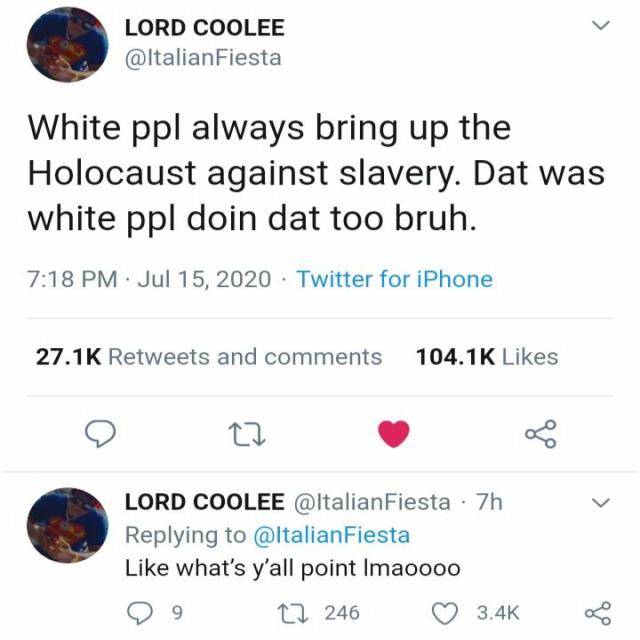 LORD COOLEE
@ItalianFiesta
White ppl always bring up the
Holocaust against slavery. Dat was
white ppl doin dat too bruh.
7:18 PM · Jul 15, 2020 · Twitter for iPhone
27.1K Retweets and comments 104.1K Likes
LORD COOLEE @ItalianFiesta · 7h
Replying to @ItalianFiesta
Like what's y'all point lmaoooo
9 246 3.4K